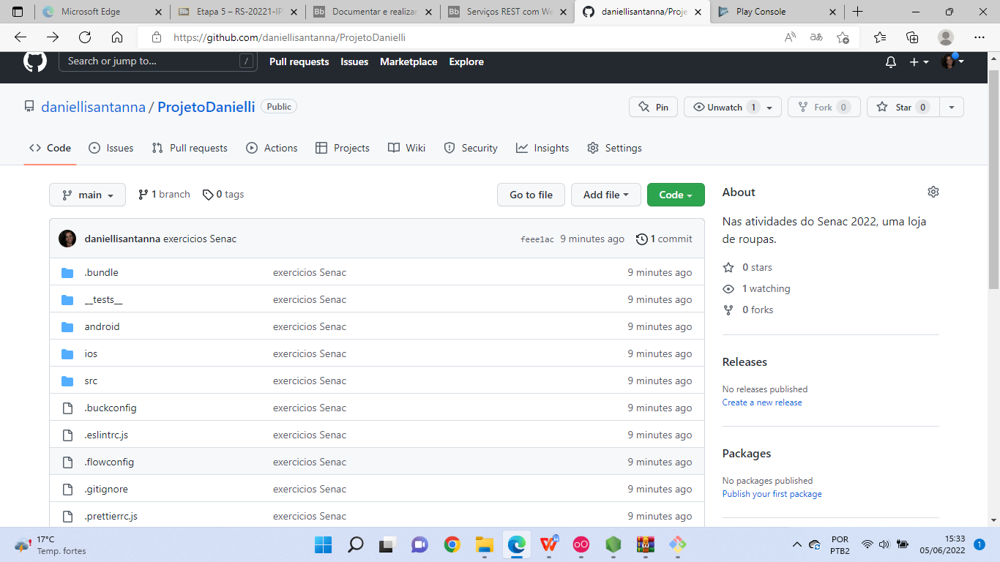 Microsoft Edge
Etapa 5 – RS-20221-IP
Documentar e realizar
Serviços REST com We
daniellisantanna/Proje
Play Console
https://github.com/daniellisantanna/ProjetoDanielli
Search or jump to...
/
Pull requests
Issues
Marketplace
Explore
daniellisantanna / ProjetoDanielli
Public
Pin
Unwatch 1
Fork 0
Star 0
Code
Issues
Pull requests
Actions
Projects
Wiki
Security
Insights
Settings
main
1 branch
0 tags
Go to file
Add file
Code
daniellisantanna exercicios Senac
feee1ac 9 minutes ago
1 commit
.bundle exercicios Senac 9 minutes ago
__tests__ exercicios Senac 9 minutes ago
android exercicios Senac 9 minutes ago
ios exercicios Senac 9 minutes ago
src exercicios Senac 9 minutes ago
.buckconfig exercicios Senac 9 minutes ago
.eslintrc.js exercicios Senac 9 minutes ago
.flowconfig exercicios Senac 9 minutes ago
.gitignore exercicios Senac 9 minutes ago
.prettierrc.js exercicios Senac 9 minutes ago
About
Nas atividades do Senac 2022, uma loja
de roupas.
0 stars
1 watching
0 forks
Releases
No releases published
Create a new release
Packages
No packages published
Publish your first package
17°C
Temp. fortes
POR
PTB2
15:33
05/06/2022
1